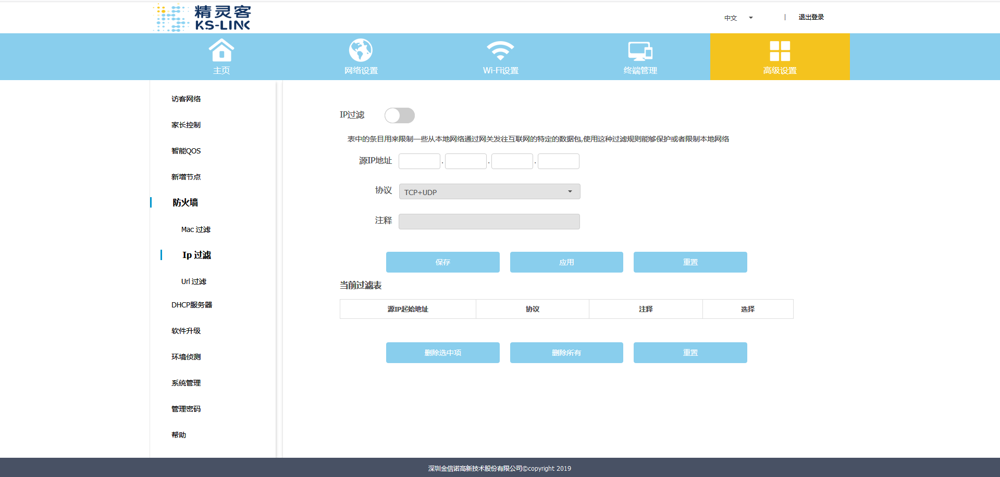 精灵客
KS-LINK
中文 | 退出登录
主页 网络设置 Wi-Fi设置 终端管理 高级设置
访客网络
家长控制
智能QOS
新增节点
防火墙
Mac 过滤
Ip 过滤
Url 过滤
DHCP服务器
软件升级
环境侦测
系统管理
管理密码
帮助
IP过滤
表中的条目用来限制一些从本地网络通过网关发往互联网的特定的数据包,使用这种过滤规则能够保护或者限制本地网络
源IP地址 . . .
协议 TCP+UDP
注释
保存 应用 重置
当前过滤表
源IP起始地址 协议 注释 选择
删除选中项 删除所有 重置
深圳金信诺高新技术股份有限公司©copyright 2019